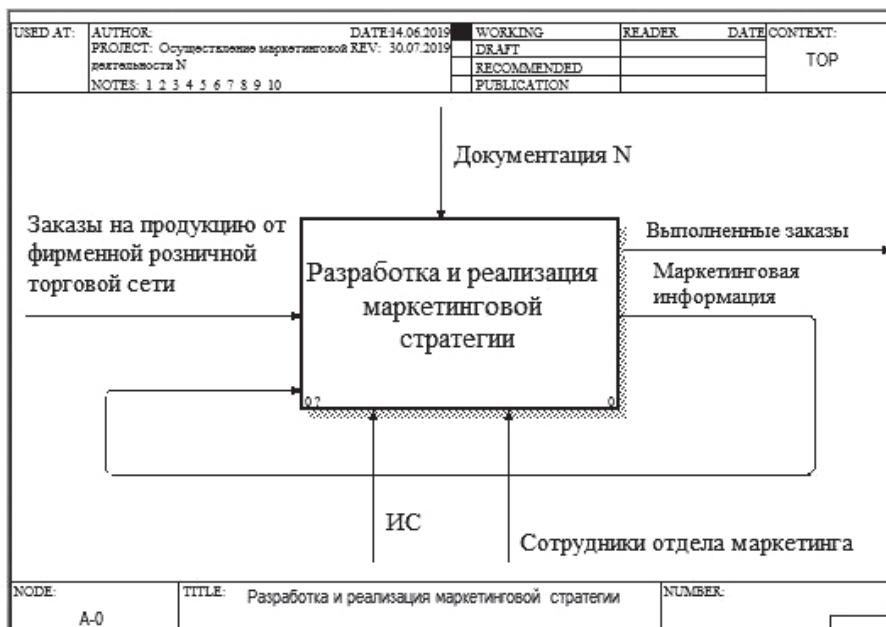 USED AT: AUTHOR: DATE: 14.06.2019 WORKING READER DATE CONTEXT:
PROJECT: Осуществление маркетинговой REV: 30.07.2019 DRAFT
деятельности N RECOMMENDED TOP
NOTES: 1 2 3 4 5 6 7 8 9 10 PUBLICATION
Документация N
Заказы на продукцию от
фирменной розничной
торговой сети
Разработка и реализация
маркетинговой
стратегии
0 ? 0
Выполненные заказы
Маркетинговая
информация
ИС
Сотрудники отдела маркетинга
NODE: TITLE: Разработка и реализация маркетинговой стратегии NUMBER:
A-0